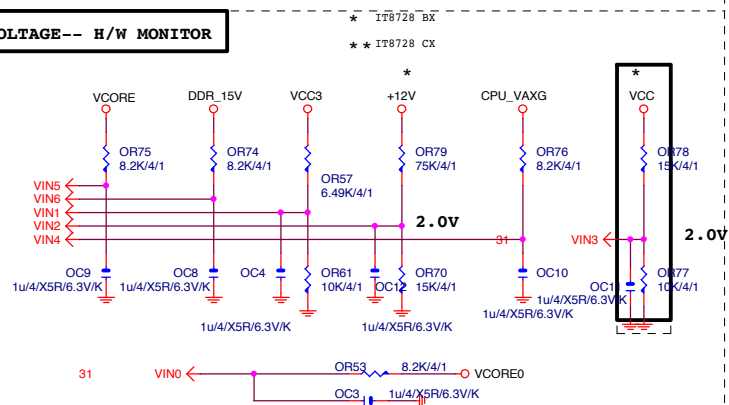 * IT8728 BX
OLTAGE-- H/W MONITOR
** IT8728 CX
* *
VCORE DDR_15V VCC3 +12V CPU_VAXG VCC
OR75 OR74 OR79 OR76 OR78
8.2K/4/1 8.2K/4/1 OR57 75K/4/1 8.2K/4/1 15K/4/1
VIN5 6.49K/4/1
VIN6
VIN1
VIN2 2.0V
VIN4 31 VIN3 2.0V
OC9 OC8 OC4 OR61 OR70 OC10 OR77
1u/4/X5R/6.3V/K 1u/4/X5R/6.3V/K 10K/4/1 OC12 15K/4/1 10K/4/1
1u/4/X5R/6.3V/K
1u/4/X5R/6.3V/K 1u/4/X5R/6.3V/K 1u/4/X5R/6.3V/K
OR53 8.2K/4/1
31 VIN0 VCORE0
OC3 1u/4/X5R/6.3V/K